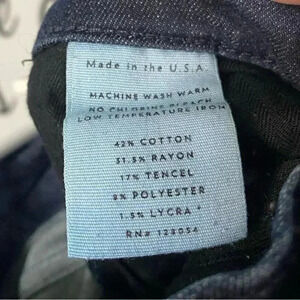 Made in the U.S.A
MACHINE WASH WARM
NO CHLORINE BLEACH
LOW TEMPERATURE IRON
42% COTTON
31.5% RAYON
17% TENCEL
8% POLYESTER
1.5% LYCRA ®
RN# 128054